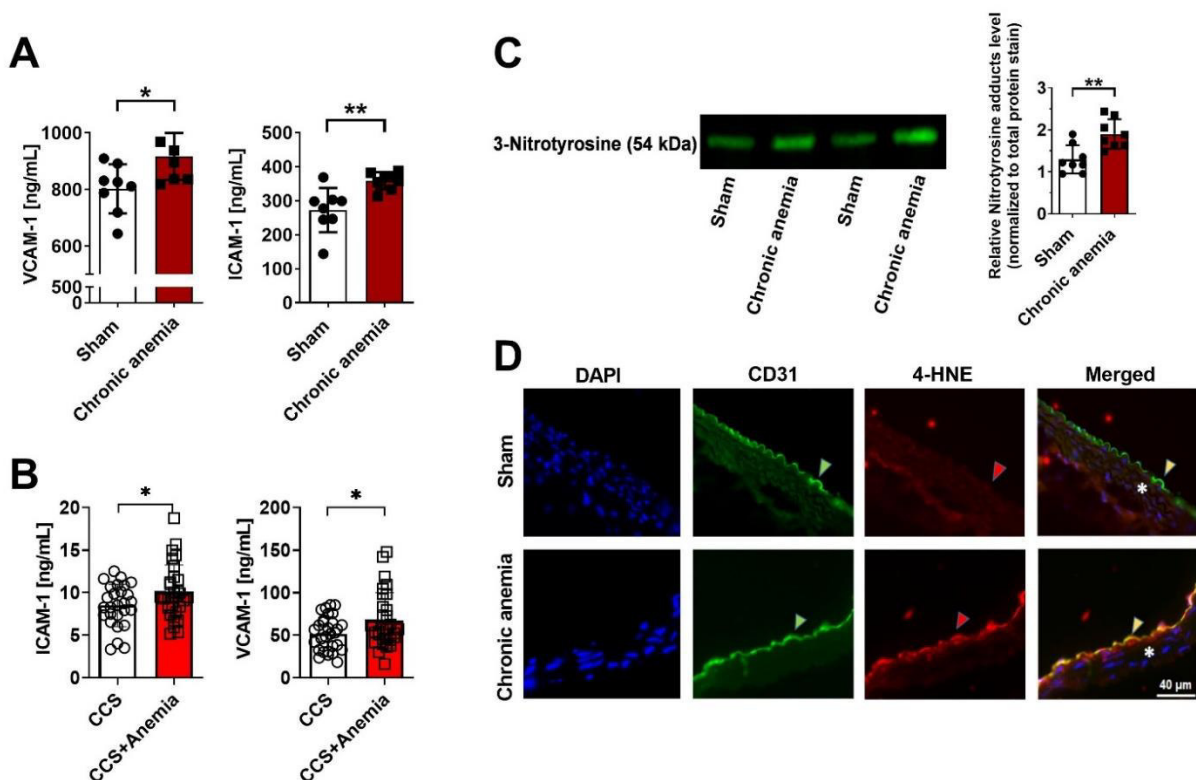 A
*
VCAM-1 [ng/mL]
1000
800
600
500
0
Sham
Chronic anemia
**
ICAM-1 [ng/mL]
500
400
300
200
100
0
Sham
Chronic anemia
C
3-Nitrotyrosine (54 kDa)
Sham
Chronic anemia
Sham
Chronic anemia
Relative Nitrotyrosine adducts level
(normalized to total protein stain)
**
3
2
1
0
Sham
Chronic anemia
B
*
ICAM-1 [ng/mL]
20
15
10
5
0
CCS
CCS+Anemia
*
VCAM-1 [ng/mL]
200
150
100
50
0
CCS
CCS+Anemia
D
DAPI CD31 4-HNE Merged
Sham
*
Chronic anemia
*
40 µm